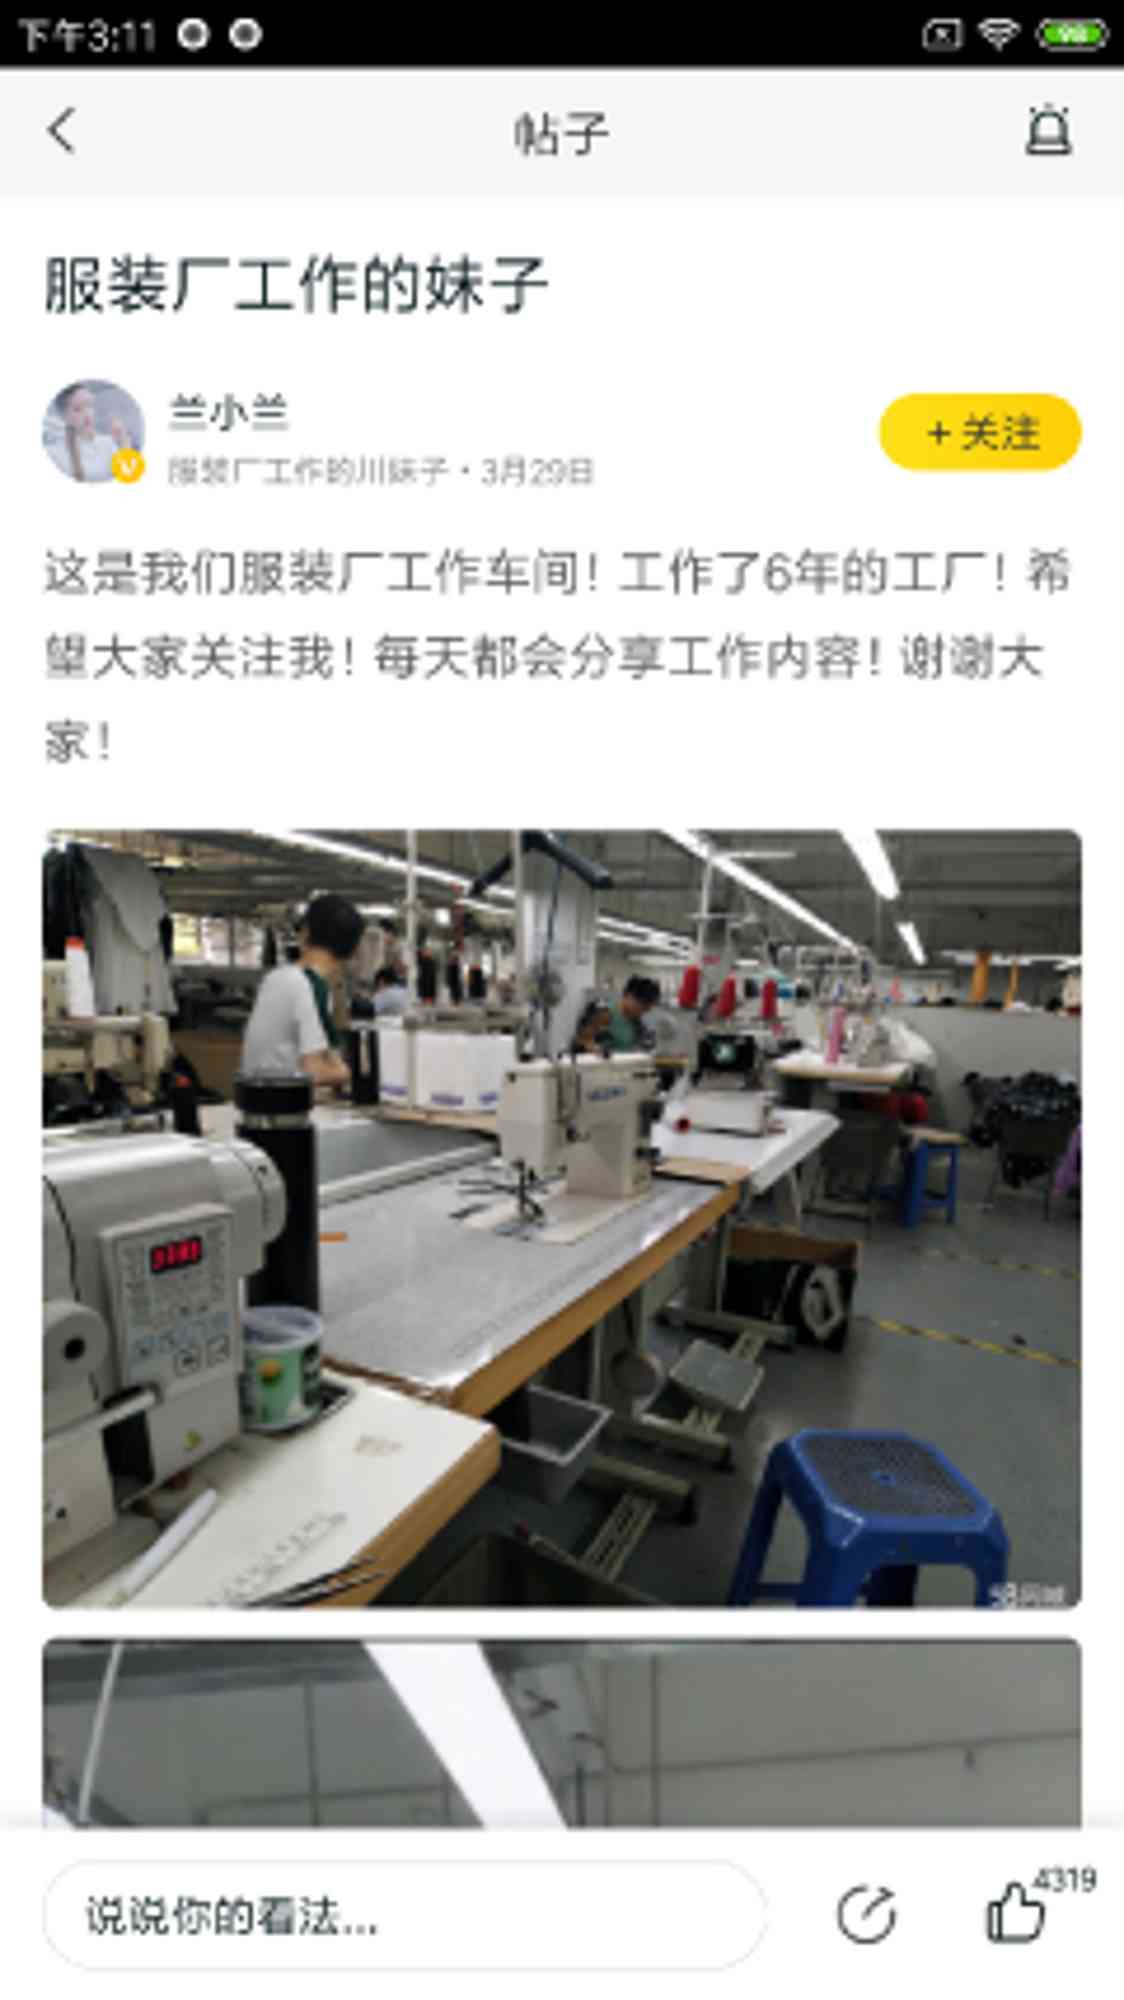 下午3:11
98
帖子
服装厂工作的妹子
兰小兰
服装厂工作的川妹子·3月29日
+关注
这是我们服装厂工作车间！工作了6年的工厂！希
望大家关注我！每天都会分享工作内容！谢谢大
家！
说说你的看法...
4319